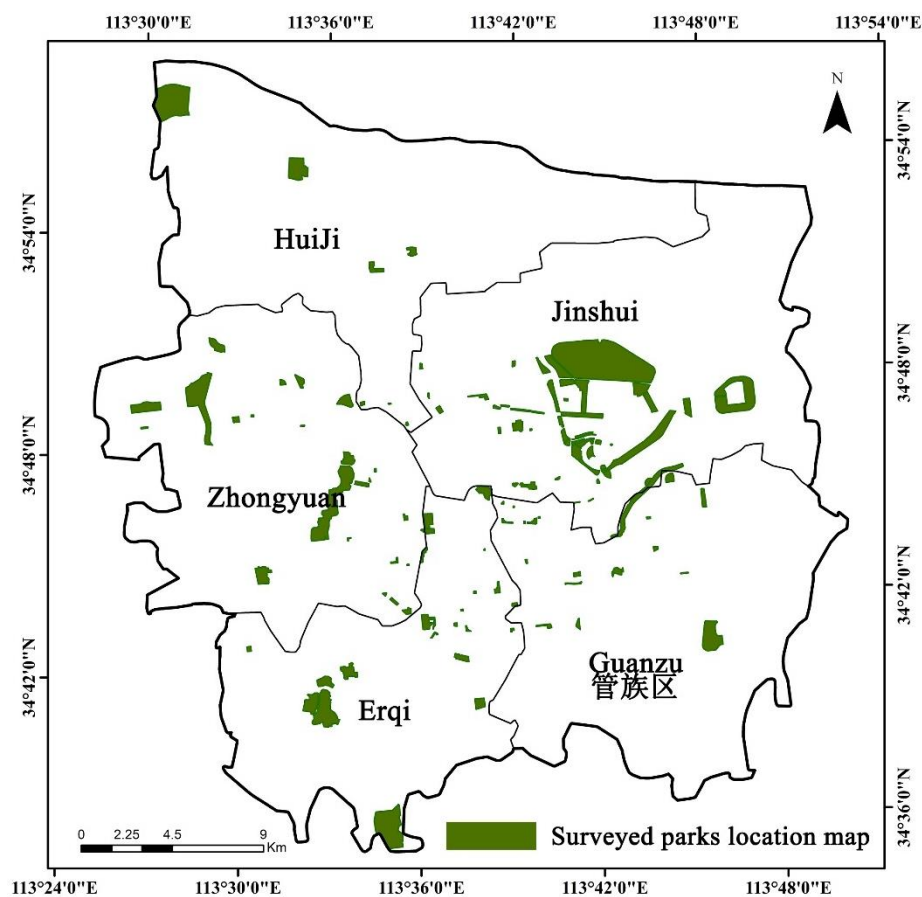 113°30'0"E 113°36'0"E 113°42'0"E 113°48'0"E 113°54'0"E
N
34°54'0"N
34°54'0"N
HuiJi
Jinshui
34°48'0"N
34°48'0"N
Zhongyuan
34°42'0"N
Guanzu
管族区
34°42'0"N
Erqi
34°36'0"N
0 2.25 4.5 9
Km
Surveyed parks location map
113°24'0"E 113°30'0"E 113°36'0"E 113°42'0"E 113°48'0"E